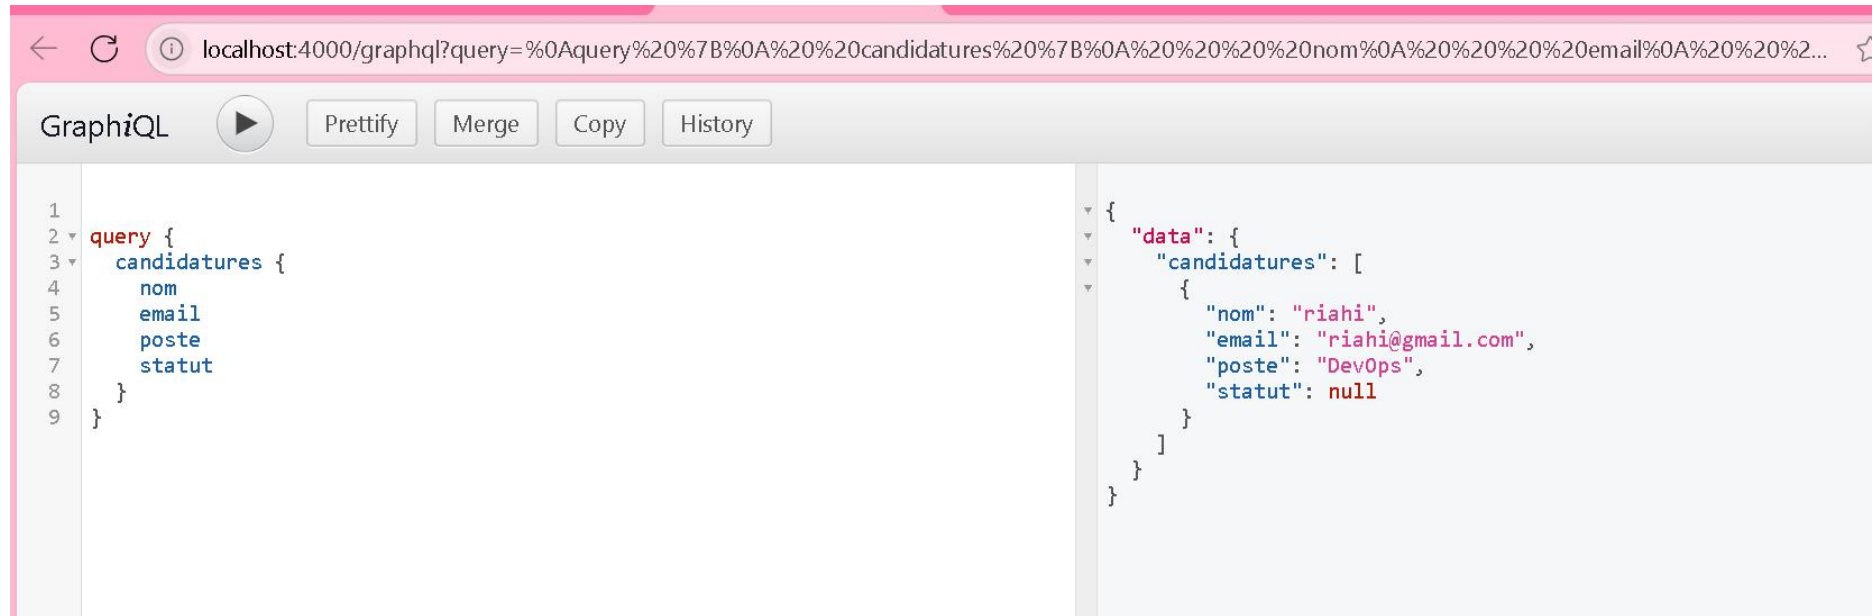 localhost:4000/graphql?query=%0Aquery%20%7B%0A%20%20candidatures%20%7B%0A%20%20%20%20nom%0A%20%20%20%20email%0A%20%20%2...
GraphiQL Prettify Merge Copy History
1
2 query {
3 candidatures {
4 nom
5 email
6 poste
7 statut
8 }
9 }
{
"data": {
"candidatures": [
{
"nom": "riahi",
"email": "riahi@gmail.com",
"poste": "DevOps",
"statut": null
}
]
}
}